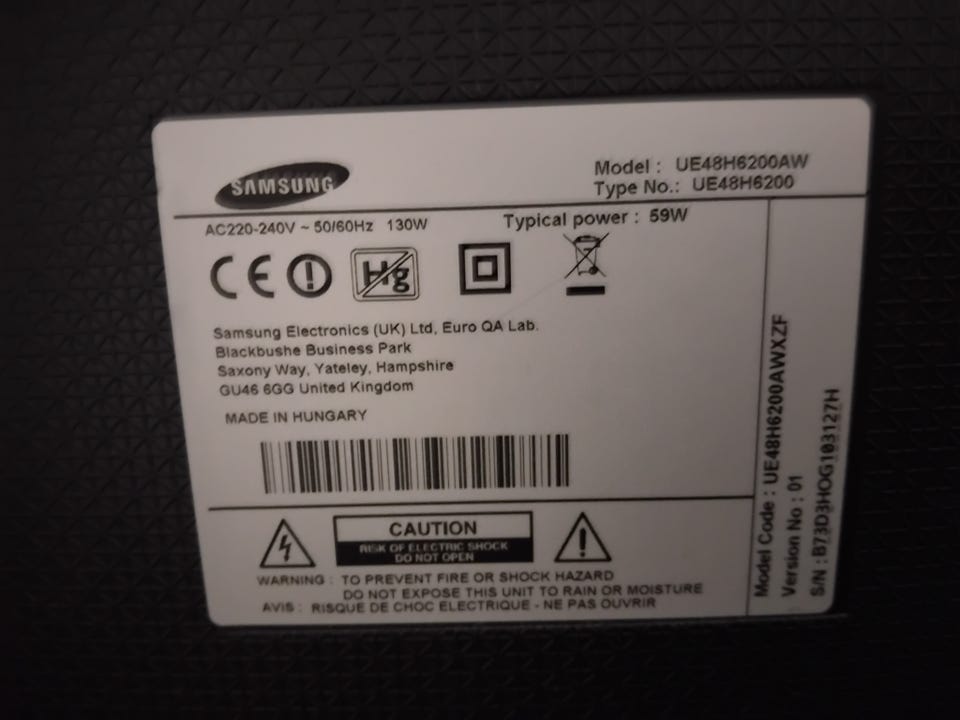 SAMSUNG
Model : UE48H6200AW
Type No.: UE48H6200
AC220-240V ~ 50/60Hz 130W
Typical power : 59W
CE
Hg
Samsung Electronics (UK) Ltd, Euro QA Lab.
Blackbushe Business Park
Saxony Way, Yateley, Hampshire
GU46 6GG United Kingdom
MADE IN HUNGARY
CAUTION
RISK OF ELECTRIC SHOCK
DO NOT OPEN
WARNING : TO PREVENT FIRE OR SHOCK HAZARD
DO NOT EXPOSE THIS UNIT TO RAIN OR MOISTURE
AVIS : RISQUE DE CHOC ELECTRIQUE - NE PAS OUVRIR
Model Code : UE48H6200AWXZF
Version No : 01
S/N : B73D3HOG103127H